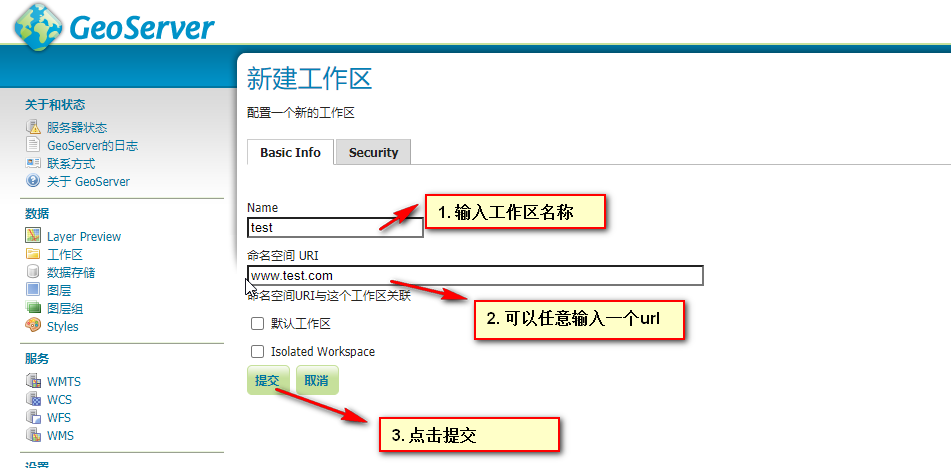 GeoServer
新建工作区
配置一个新的工作区
关于和状态
服务器状态
GeoServer的日志
联系方式
关于 GeoServer
数据
Layer Preview
工作区
数据存储
图层
图层组
Styles
服务
WMTS
WCS
WFS
WMS
设置
Basic Info
Security
Name
test
1. 输入工作区名称
命名空间 URI
www.test.com
命名空间URI与这个工作区关联
2. 可以任意输入一个url
默认工作区
Isolated Workspace
提交
取消
3. 点击提交